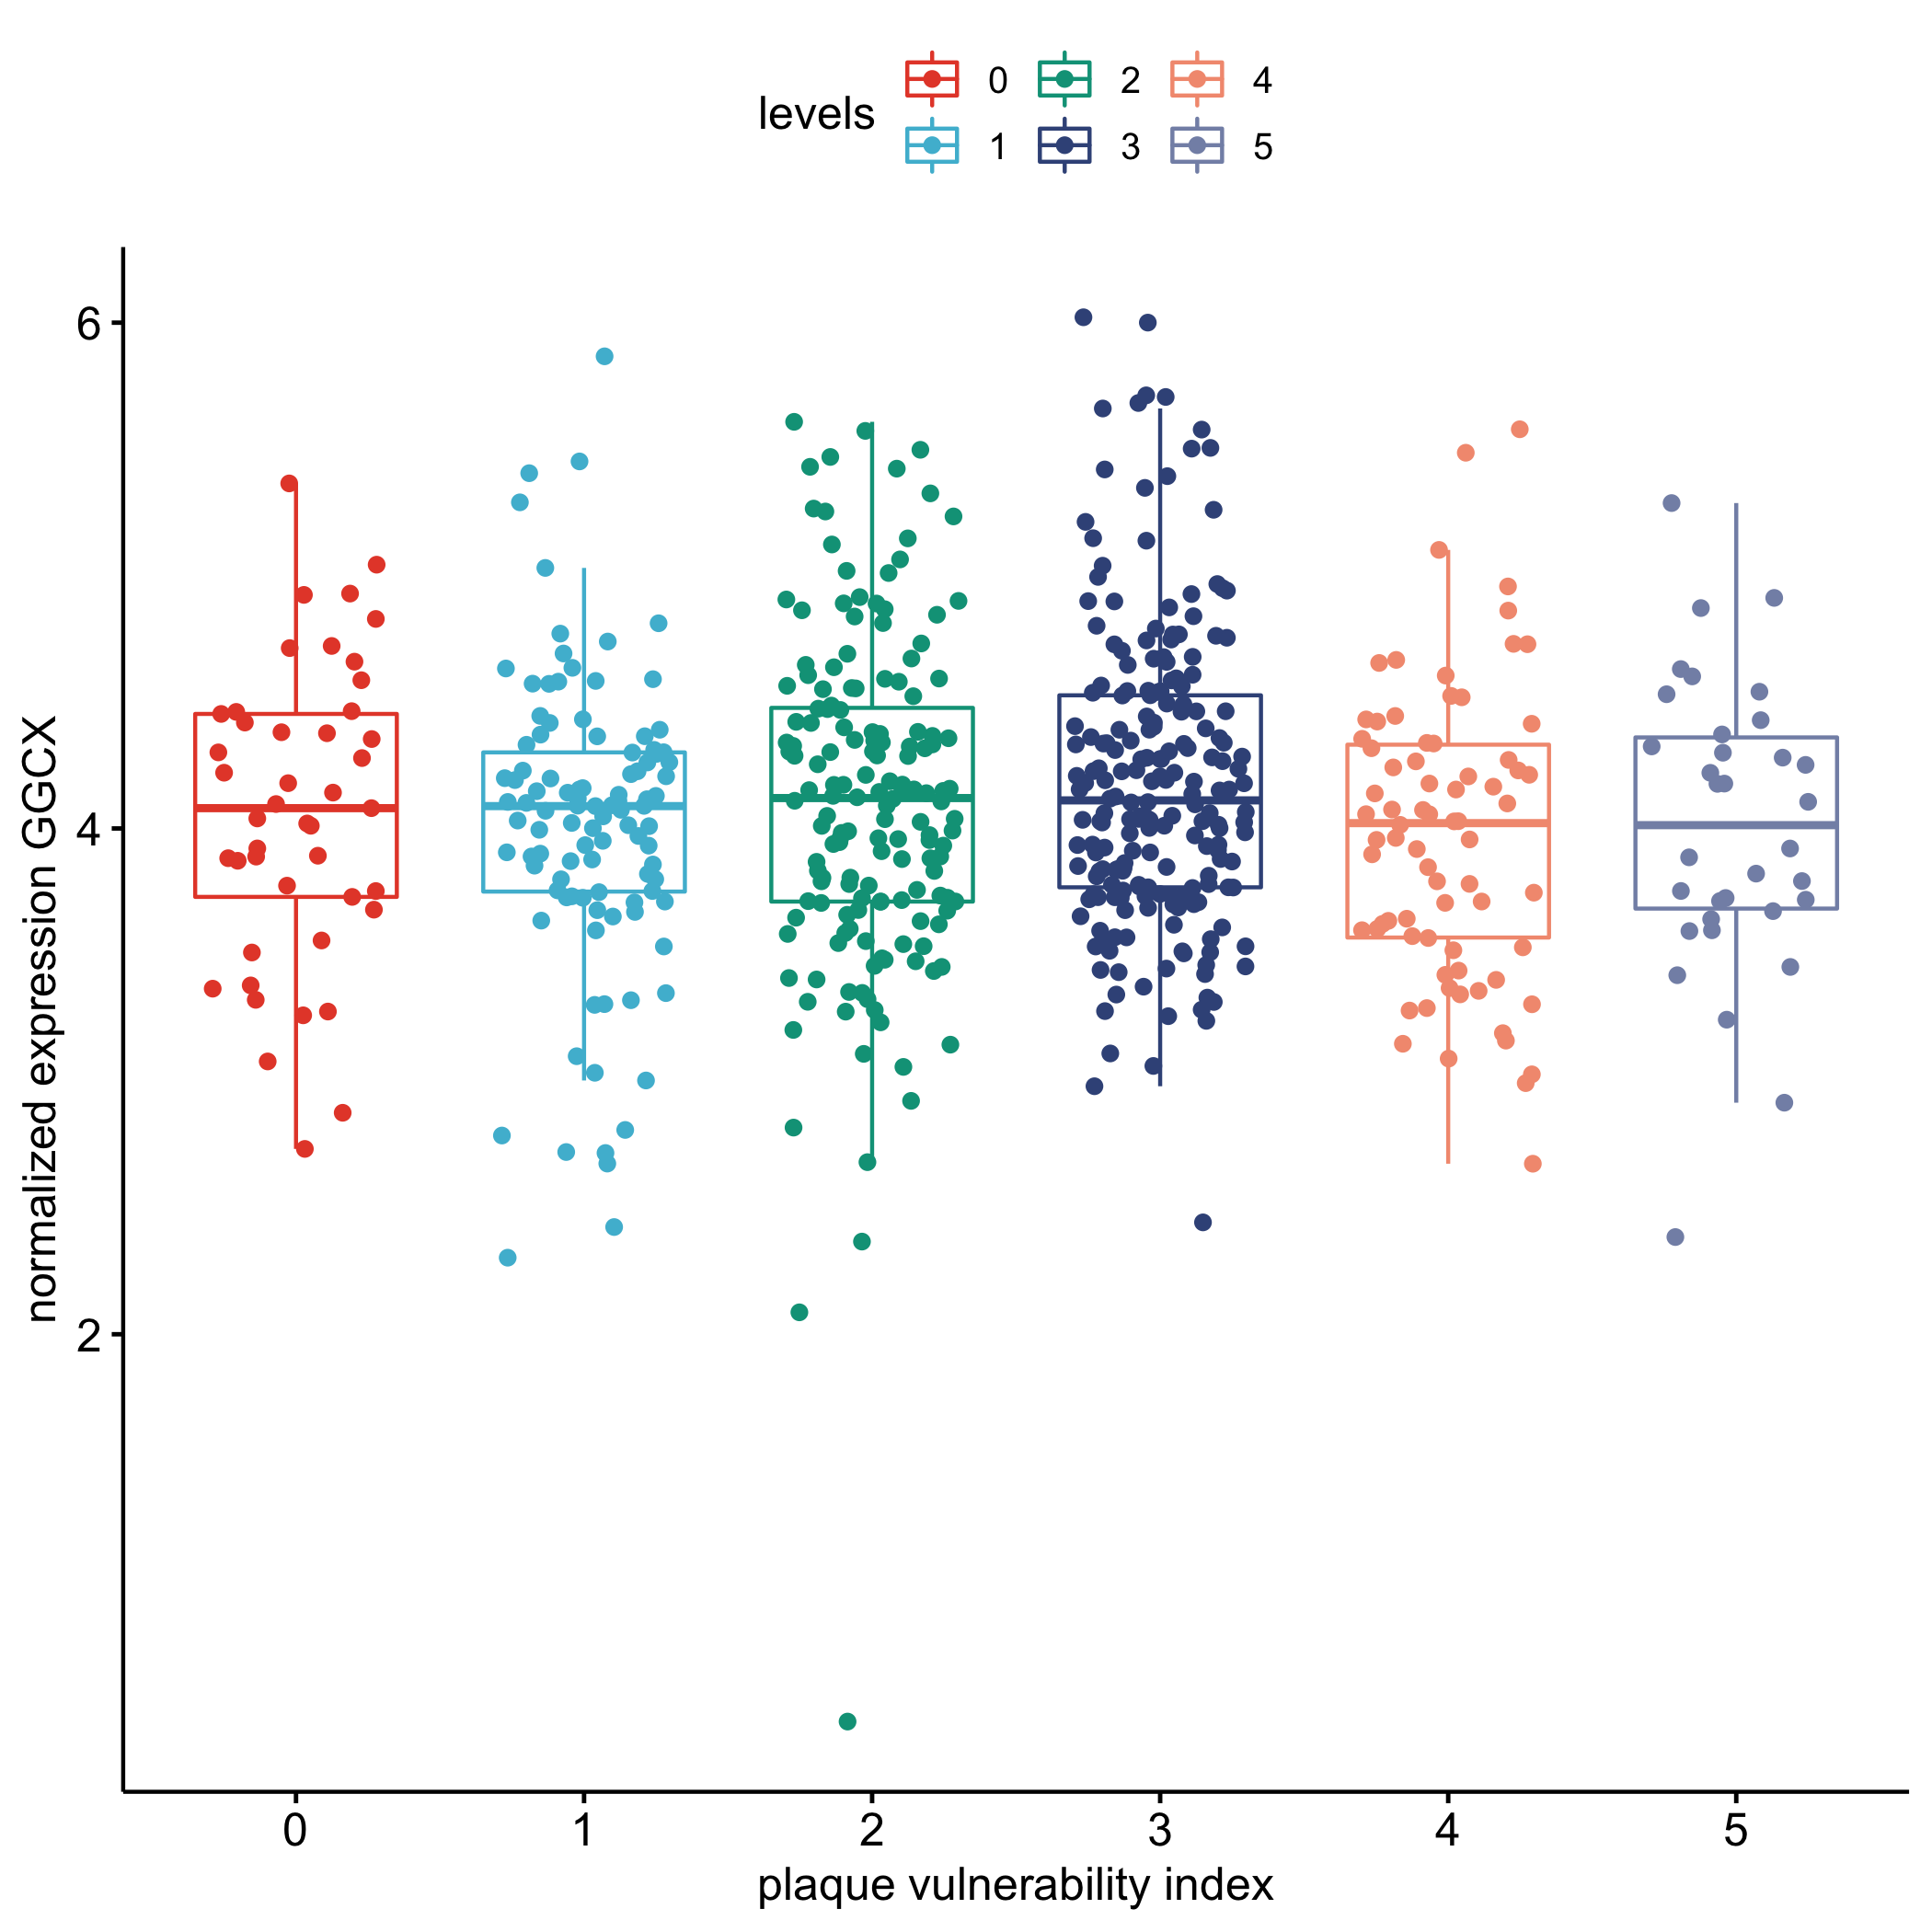 levels
0 2 4
1 3 5
normalized expression GGCX
6
4
2
0 1 2 3 4 5
plaque vulnerability index